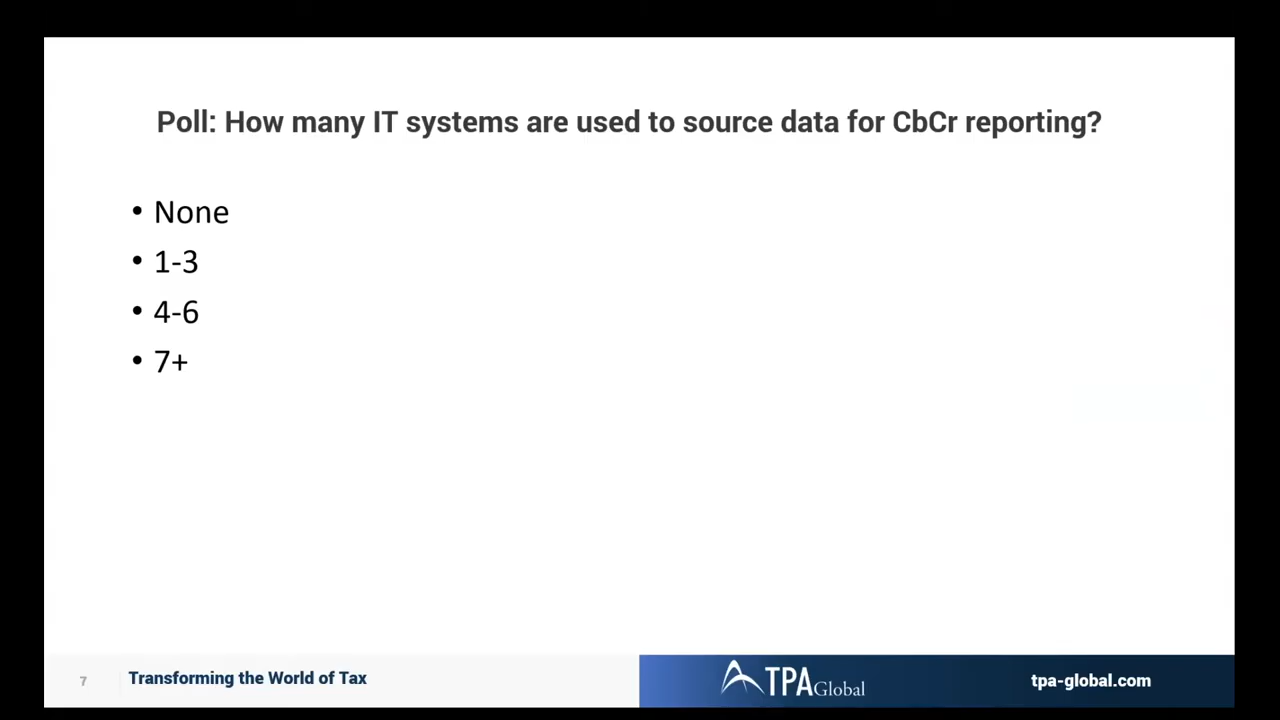 Poll: How many IT systems are used to source data for CbCr reporting?
• None
• 1-3
• 4-6
• 7+
7
Transforming the World of Tax
TPA Global
tpa-global.com